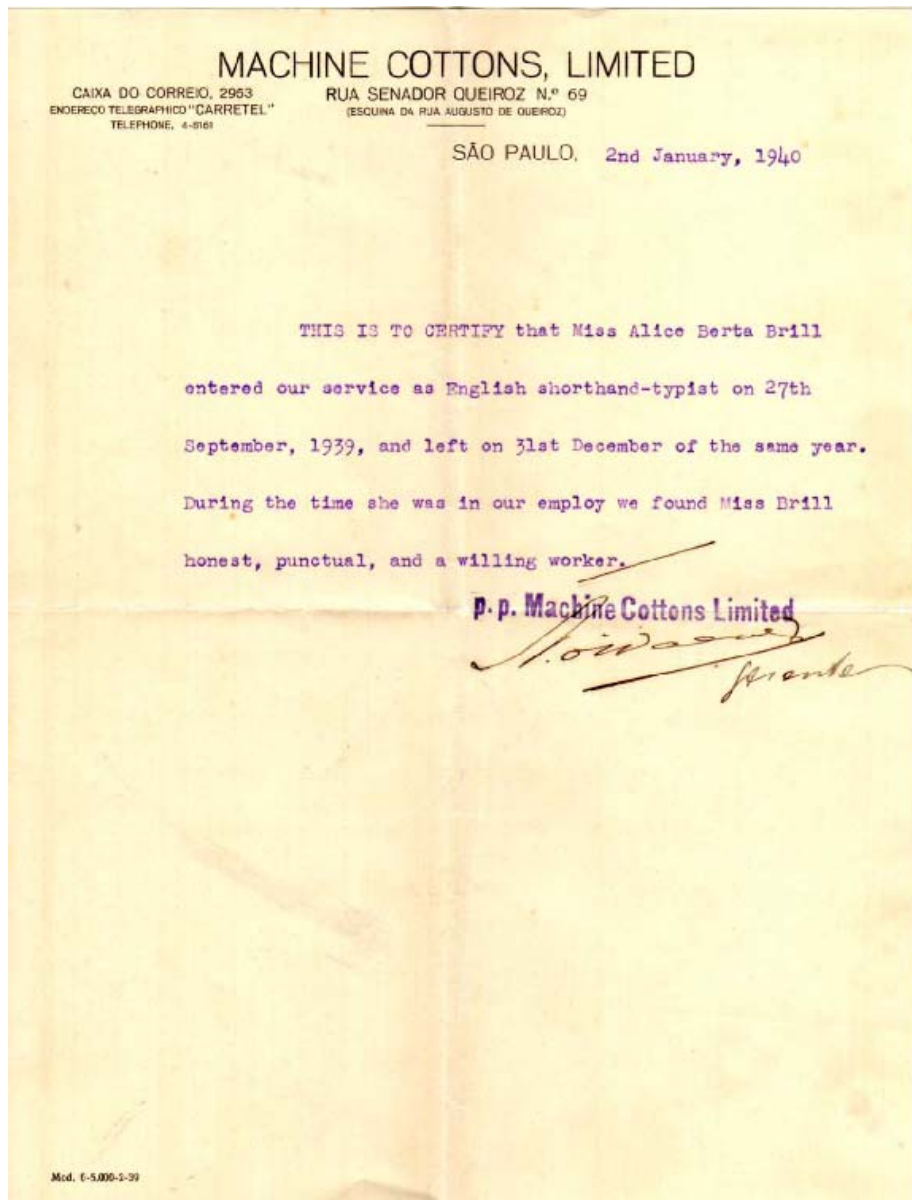 MACHINE COTTONS, LIMITED
CAIXA DO CORREIO, 2953
RUA SENADOR QUEIROZ N.º 69
ENDERECO TELEGRAPHICO "CARRETEL"
(ESQUINA DA RUA AUGUSTO DE QUEIROZ)
TELEPHONE, 4-5161
SÃO PAULO, 2nd January, 1940
THIS IS TO CERTIFY that Miss Alice Berta Brill
entered our service as English shorthand-typist on 27th
September, 1939, and left on 31st December of the same year.
During the time she was in our employ we found Miss Brill
honest, punctual, and a willing worker.
p. p. Machine Cottons Limited
Gerente
Mod. 6-5.000-2-39